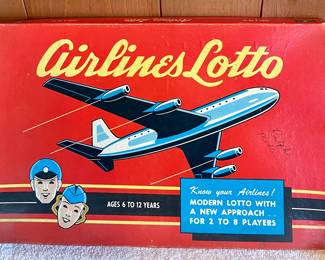 Airlines Lotto
AGES 6 TO 12 YEARS
Know your Airlines!
MODERN LOTTO WITH
A NEW APPROACH..
FOR 2 TO 8 PLAYERS